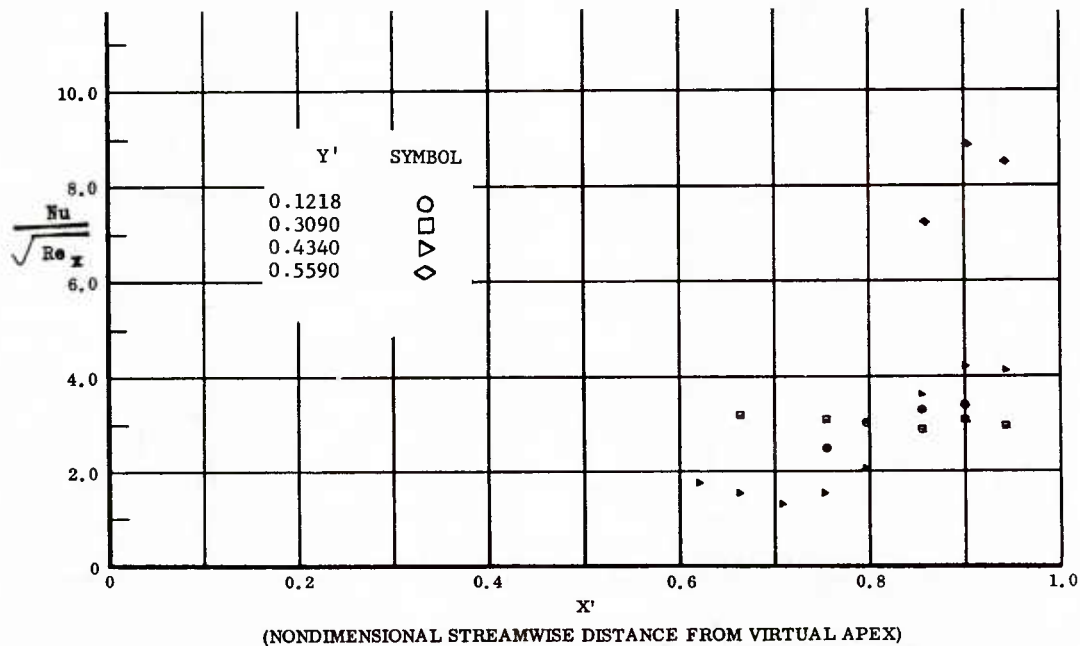 10.0
8.0
6.0
4.0
2.0
0
Nu
√Re x
Y' SYMBOL
0.1218 ○
0.3090 □
0.4340 ▷
0.5590 ◇
0 0.2 0.4 0.6 0.8 1.0
X'
(NONDIMENSIONAL STREAMWISE DISTANCE FROM VIRTUAL APEX)